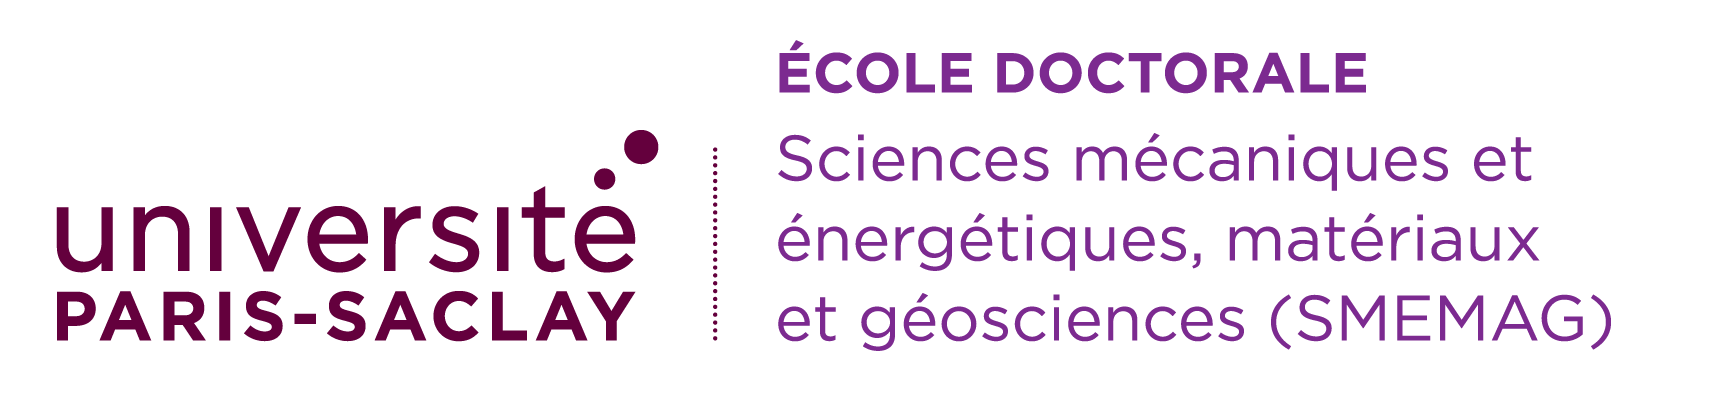 université
PARIS-SACLAY
ÉCOLE DOCTORALE
Sciences mécaniques et
énergétiques, matériaux
et géosciences (SMEMAG)